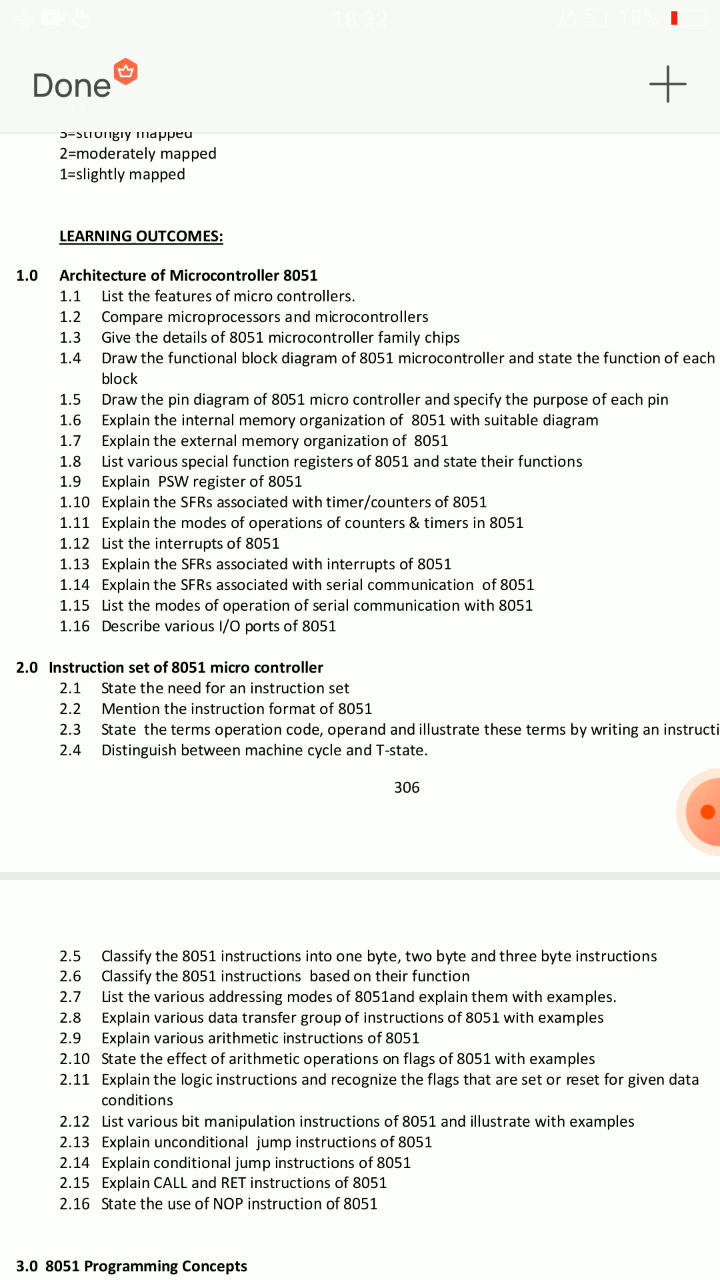 18:32
18%
Done
3=strongly mapped
2=moderately mapped
1=slightly mapped
LEARNING OUTCOMES:
1.0 Architecture of Microcontroller 8051
1.1 List the features of micro controllers.
1.2 Compare microprocessors and microcontrollers
1.3 Give the details of 8051 microcontroller family chips
1.4 Draw the functional block diagram of 8051 microcontroller and state the function of each
block
1.5 Draw the pin diagram of 8051 micro controller and specify the purpose of each pin
1.6 Explain the internal memory organization of 8051 with suitable diagram
1.7 Explain the external memory organization of 8051
1.8 List various special function registers of 8051 and state their functions
1.9 Explain PSW register of 8051
1.10 Explain the SFRs associated with timer/counters of 8051
1.11 Explain the modes of operations of counters & timers in 8051
1.12 List the interrupts of 8051
1.13 Explain the SFRs associated with interrupts of 8051
1.14 Explain the SFRs associated with serial communication of 8051
1.15 List the modes of operation of serial communication with 8051
1.16 Describe various I/O ports of 8051
2.0 Instruction set of 8051 micro controller
2.1 State the need for an instruction set
2.2 Mention the instruction format of 8051
2.3 State the terms operation code, operand and illustrate these terms by writing an instructi
2.4 Distinguish between machine cycle and T-state.
306
2.5 Classify the 8051 instructions into one byte, two byte and three byte instructions
2.6 Classify the 8051 instructions based on their function
2.7 List the various addressing modes of 8051and explain them with examples.
2.8 Explain various data transfer group of instructions of 8051 with examples
2.9 Explain various arithmetic instructions of 8051
2.10 State the effect of arithmetic operations on flags of 8051 with examples
2.11 Explain the logic instructions and recognize the flags that are set or reset for given data
conditions
2.12 List various bit manipulation instructions of 8051 and illustrate with examples
2.13 Explain unconditional jump instructions of 8051
2.14 Explain conditional jump instructions of 8051
2.15 Explain CALL and RET instructions of 8051
2.16 State the use of NOP instruction of 8051
3.0 8051 Programming Concepts